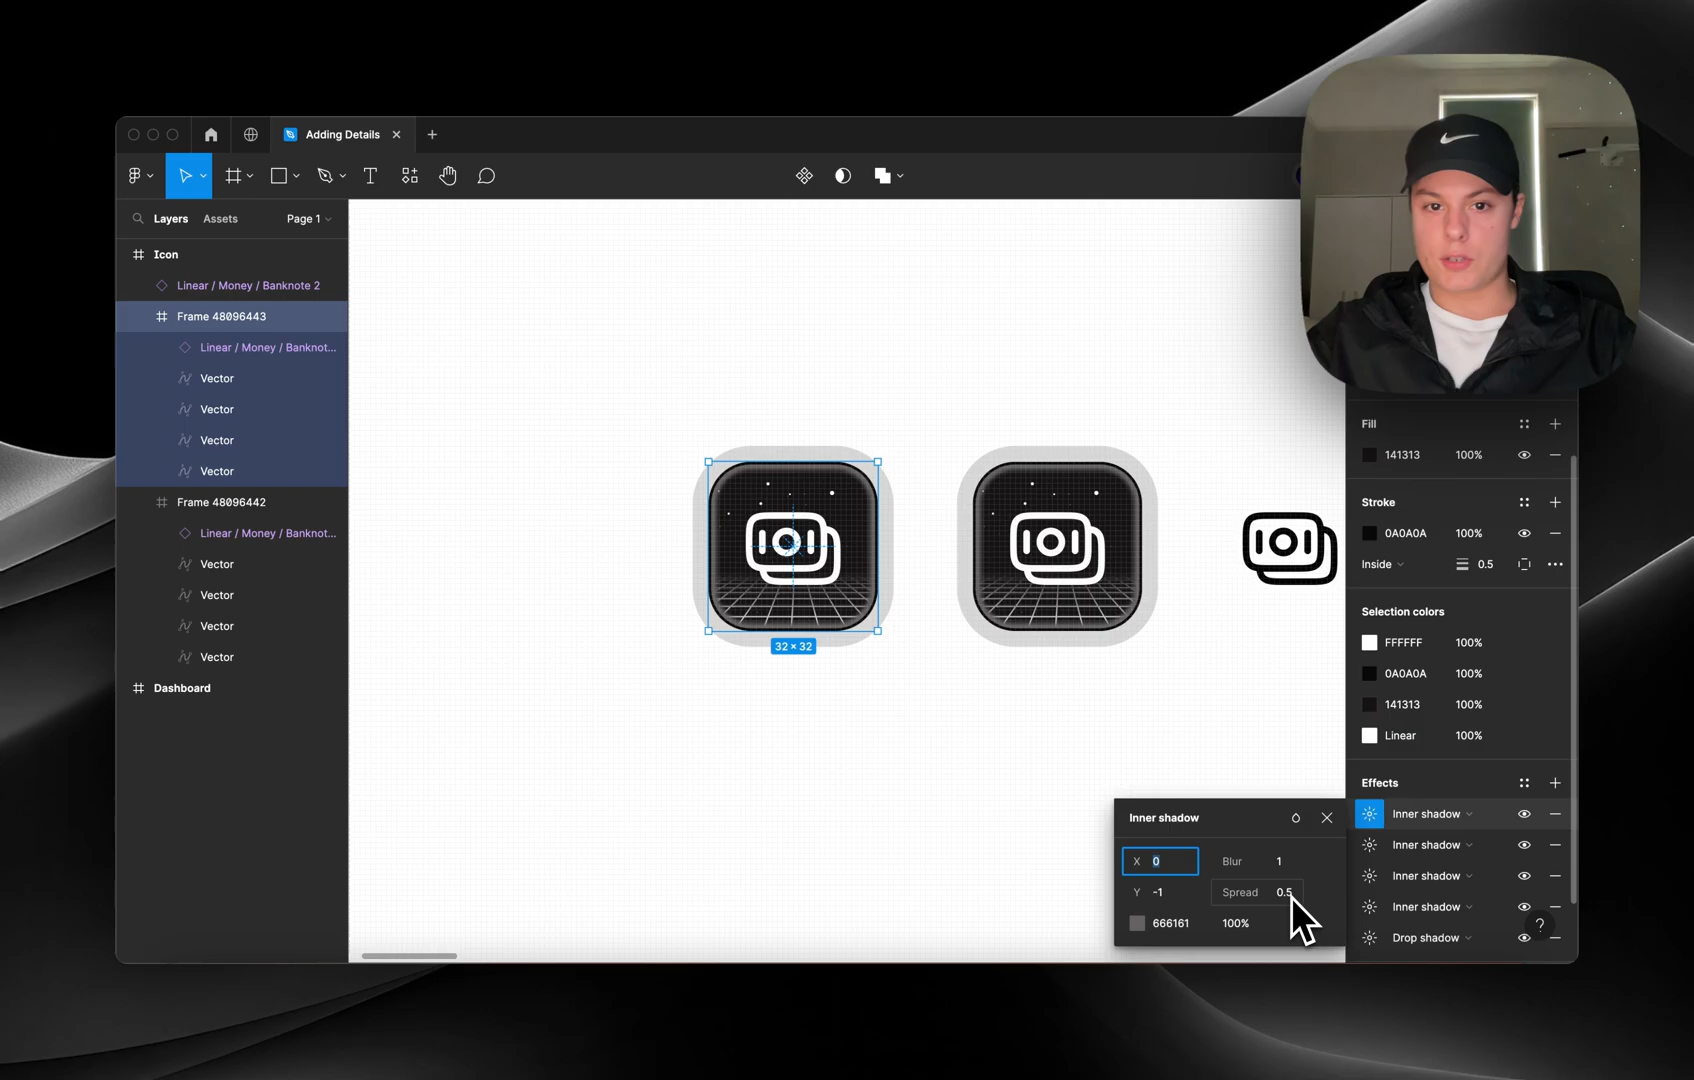 Adding Details
Layers
Assets
Page 1
Icon
Linear / Money / Banknote 2
Frame 48096443
Linear / Money / Banknot...
Vector
Vector
Vector
Vector
Frame 48096442
Linear / Money / Banknot...
Vector
Vector
Vector
Vector
Dashboard
32 × 32
Fill
141313 100%
Stroke
0A0A0A 100%
Inside 0.5
Selection colors
FFFFFF 100%
0A0A0A 100%
141313 100%
Linear 100%
Effects
Inner shadow
Inner shadow
Inner shadow
Inner shadow
Drop shadow
?
Inner shadow
X 0 Blur 1
Y -1 Spread 0.5
666161 100%